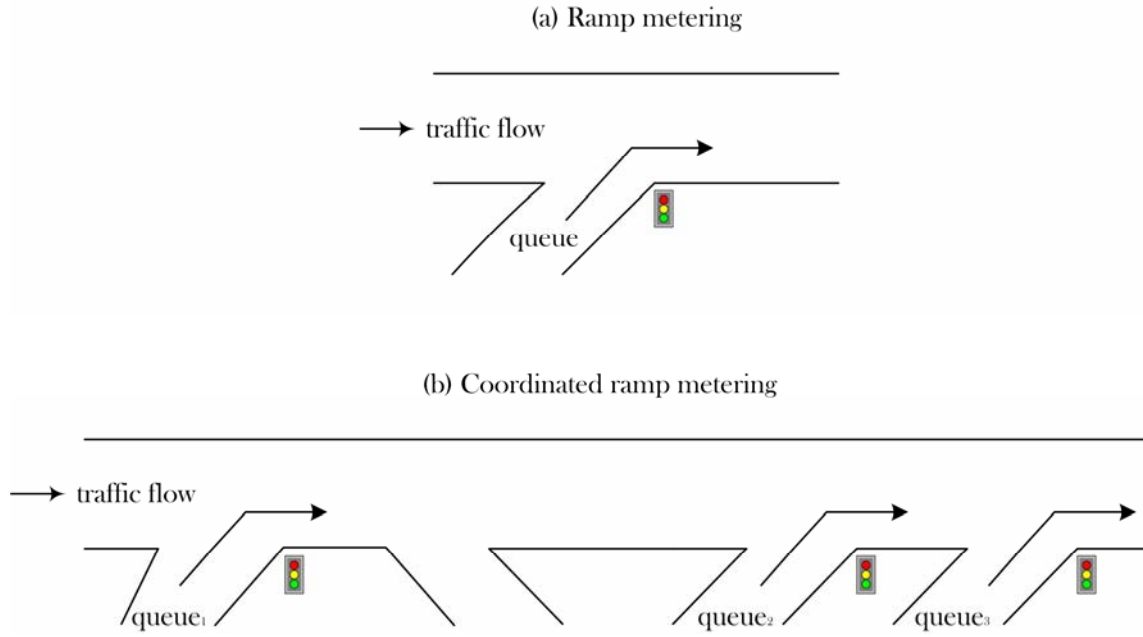 (a) Ramp metering
traffic flow
queue
(b) Coordinated ramp metering
traffic flow
queue₁ queue₂ queue₃